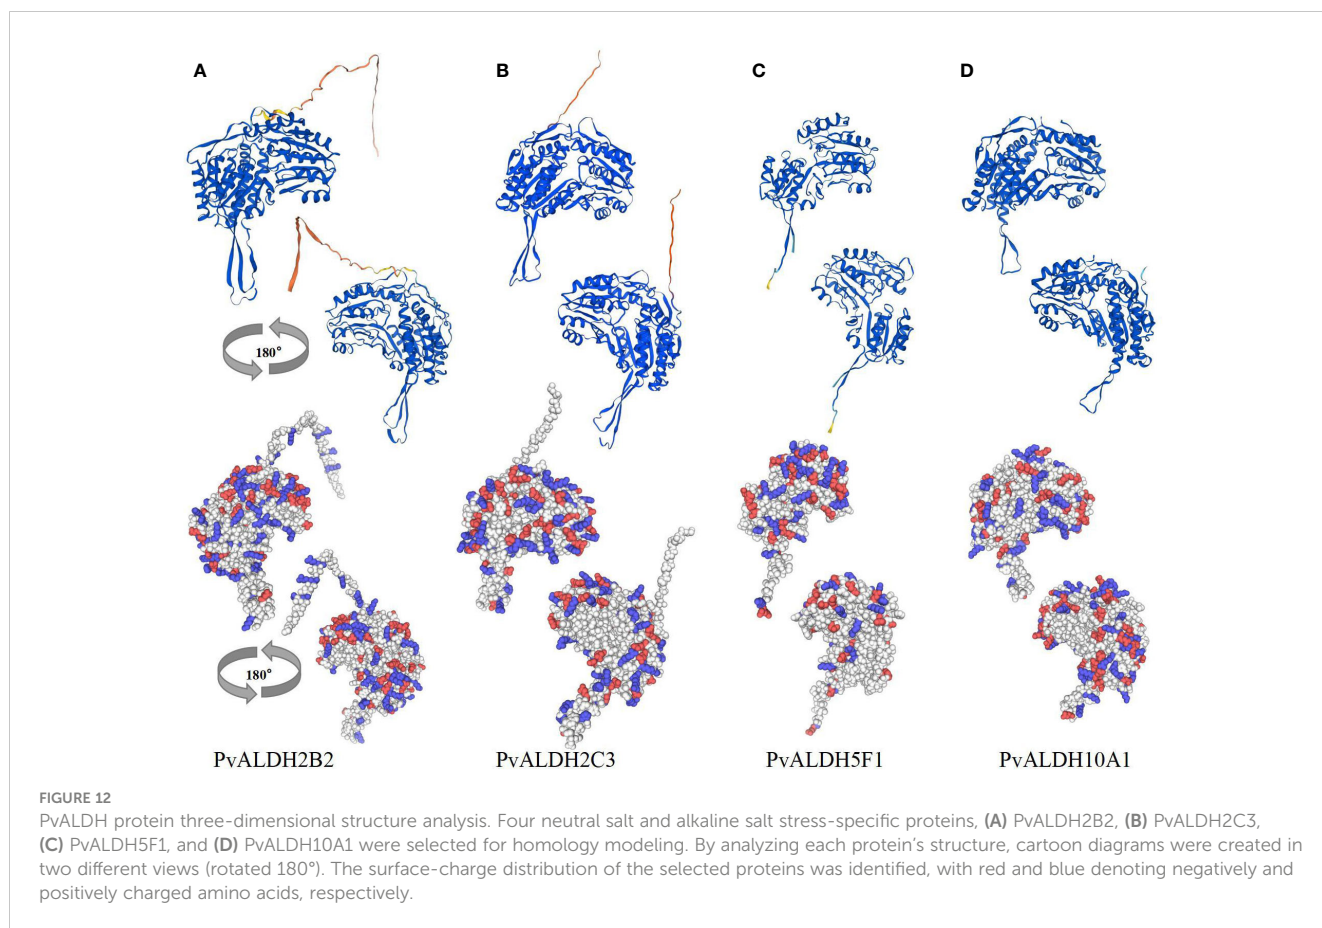 A
B
C
D
180°
180°
PvALDH2B2
PvALDH2C3
PvALDH5F1
PvALDH10A1
FIGURE 12
PvALDH protein three-dimensional structure analysis. Four neutral salt and alkaline salt stress-specific proteins, (A) PvALDH2B2, (B) PvALDH2C3,
(C) PvALDH5F1, and (D) PvALDH10A1 were selected for homology modeling. By analyzing each protein's structure, cartoon diagrams were created in
two different views (rotated 180°). The surface-charge distribution of the selected proteins was identified, with red and blue denoting negatively and
positively charged amino acids, respectively.